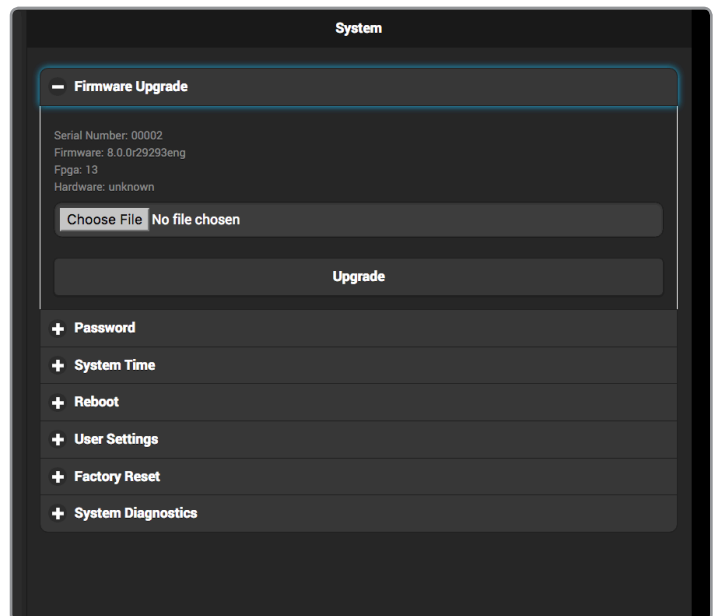 System
Firmware Upgrade
Serial Number: 00002
Firmware: 8.0.0r29293eng
Fpga: 13
Hardware: unknown
Choose File No file chosen
Upgrade
Password
System Time
Reboot
User Settings
Factory Reset
System Diagnostics